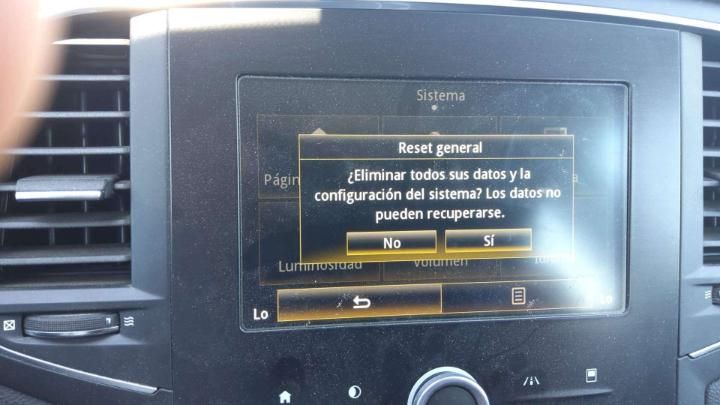 Sistema
Reset general
¿Eliminar todos sus datos y la
configuración del sistema? Los datos no
pueden recuperarse.
No
Sí
Luminosidad
Volumen
Lo
Lo